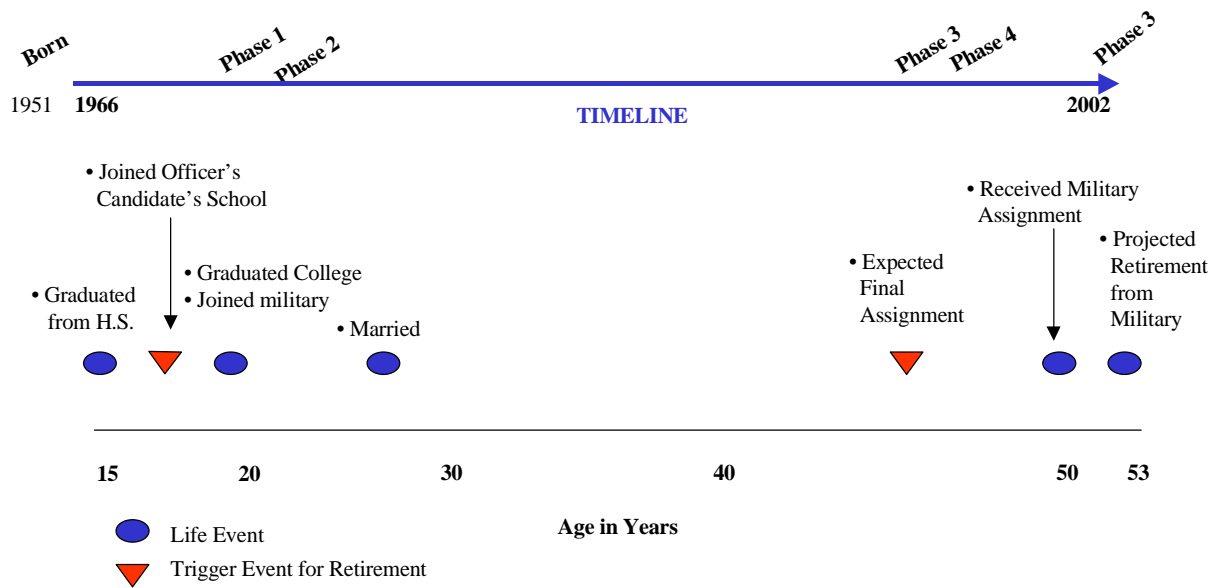 Born
Phase 1
Phase 2
Phase 3
Phase 4
Phase 3
1951
1966
TIMELINE
2002
• Joined Officer's
Candidate's School
• Received Military
Assignment
• Graduated College
• Joined military
• Graduated
from H.S.
• Married
• Expected
Final
Assignment
• Projected
Retirement
from
Military
15
20
30
40
50
53
Age in Years
Life Event
Trigger Event for Retirement